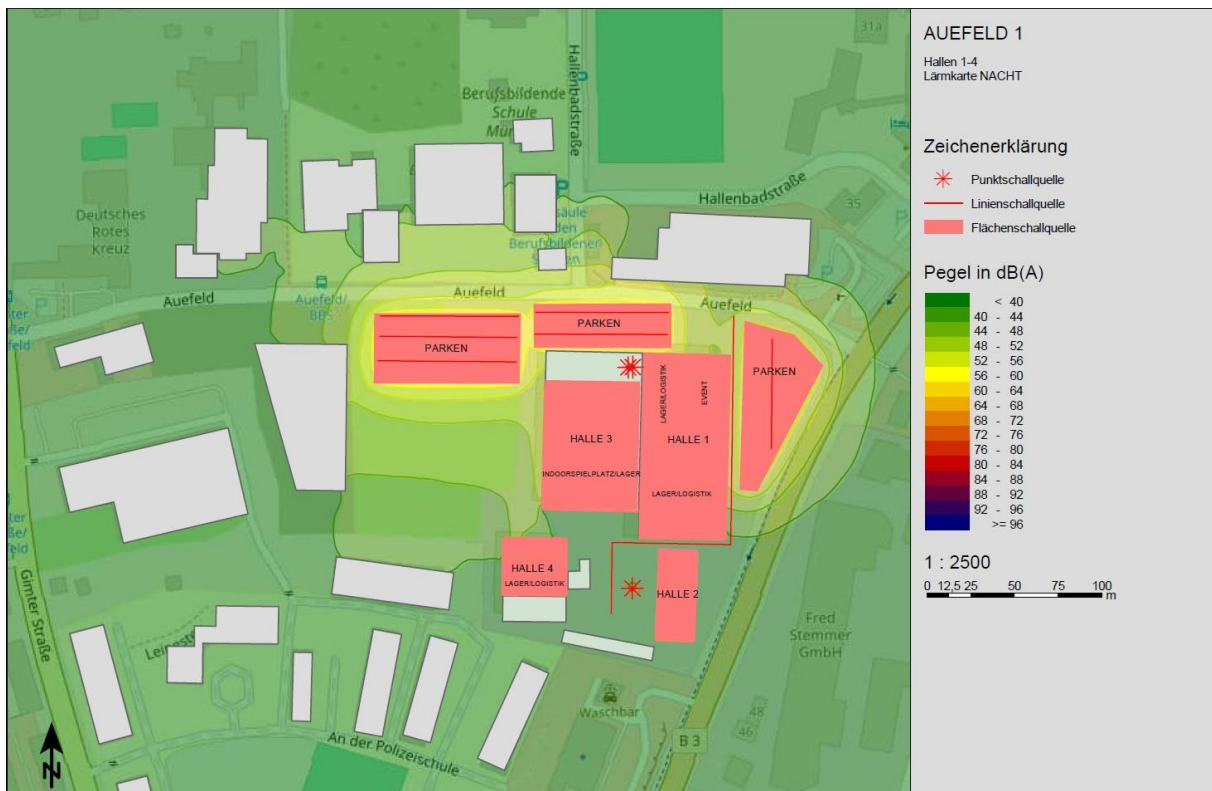 31a
Berufsbildende
Schule
Hallenbadstraße
Hallenbadstraße
Deutsches
Rotes
Kreuz
35
P
P
P
P
Berufsbildenen
Auefeld
Auefeld/
BBS
Auefeld
Auefeld
PARKEN
PARKEN
PARKEN
LAGER/LOGISTIK
EVENT
HALLE 3
HALLE 1
INDOORSPIELPLATZ/LAGER
LAGER/LOGISTIK
HALLE 4
LAGER/LOGISTIK
HALLE 2
Gimter Straße
Fred
Stemmer
GmbH
Waschbär
48
46
B 3
An der Polizeischule
N
AUEFELD 1
Hallen 1-4
Lärmkarte NACHT
Zeichenerklärung
Punktschallquelle
Linienschallquelle
Flächenschallquelle
Pegel in dB(A)
< 40
40 - 44
44 - 48
48 - 52
52 - 56
56 - 60
60 - 64
64 - 68
68 - 72
72 - 76
76 - 80
80 - 84
84 - 88
88 - 92
92 - 96
>= 96
1 : 2500
0 12,5 25 50 75 100
m